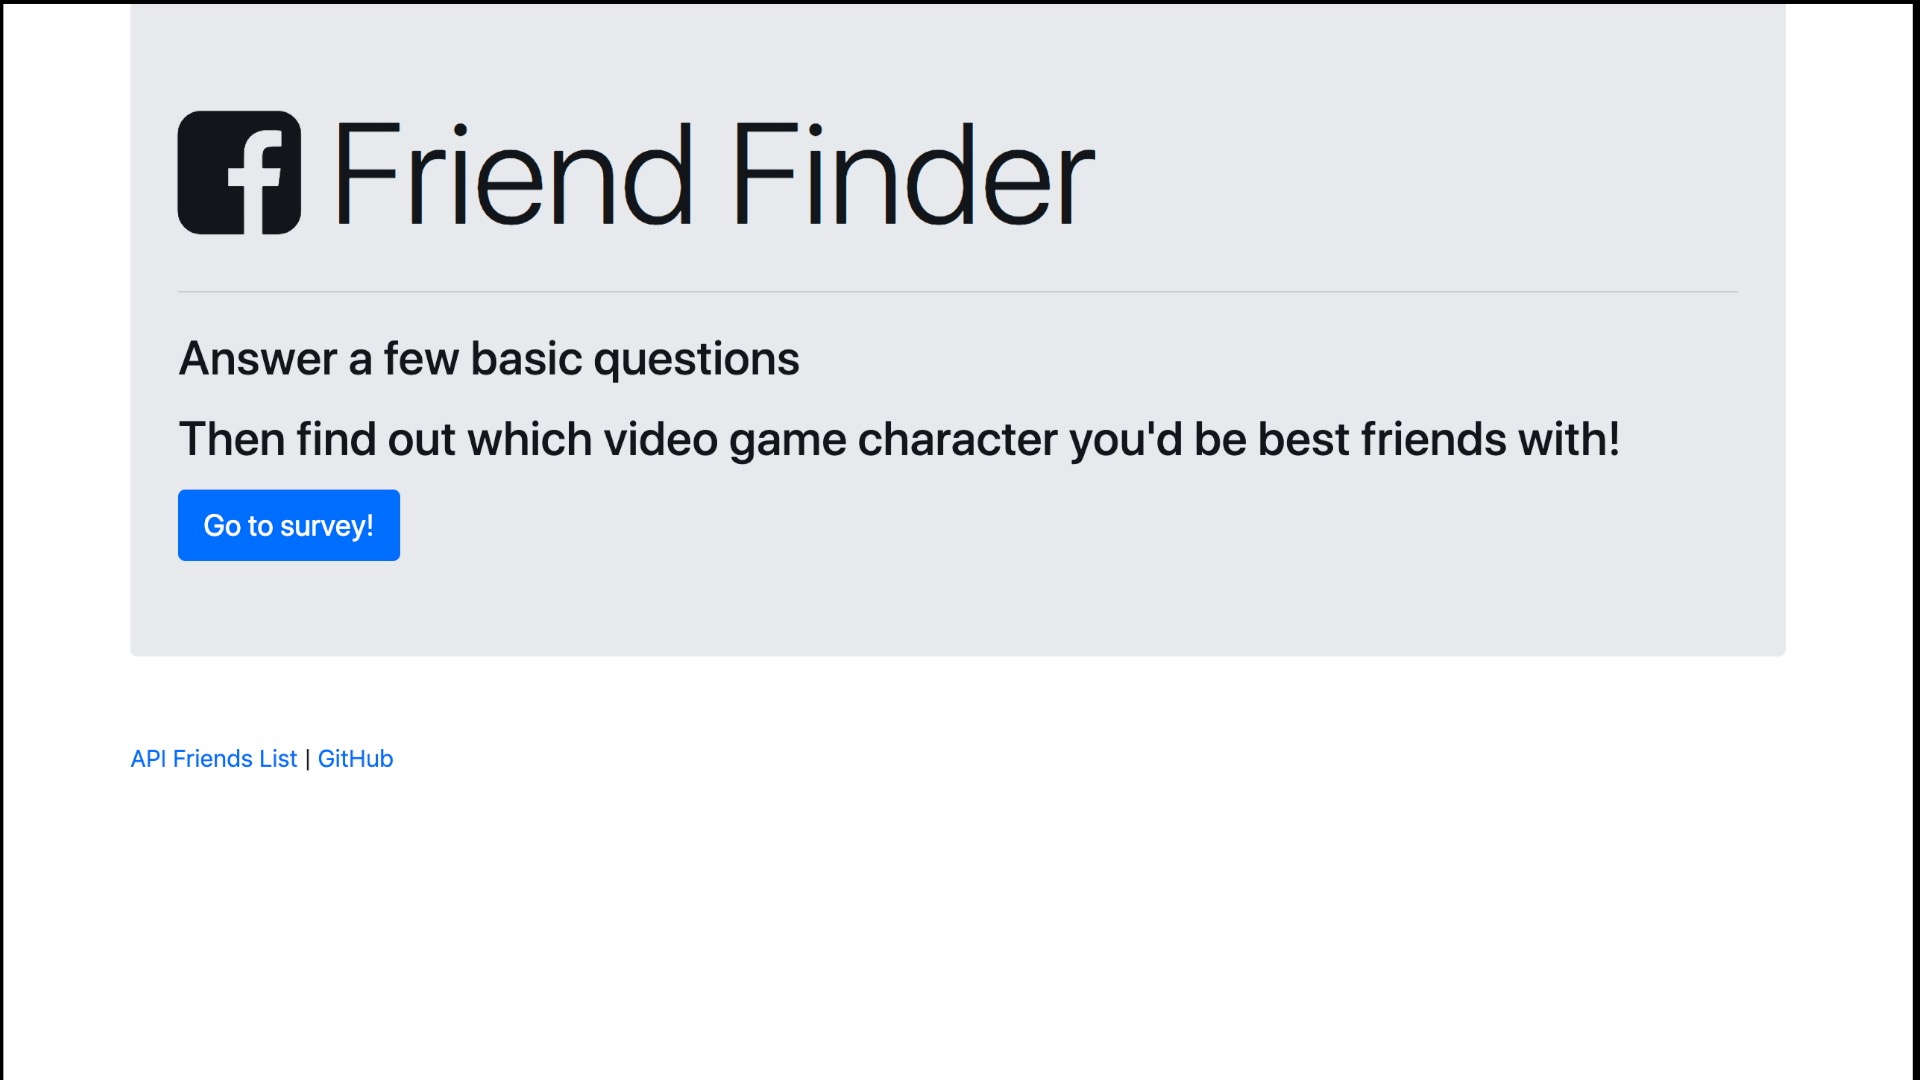 Friend Finder
Answer a few basic questions
Then find out which video game character you'd be best friends with!
Go to survey!
API Friends List | GitHub